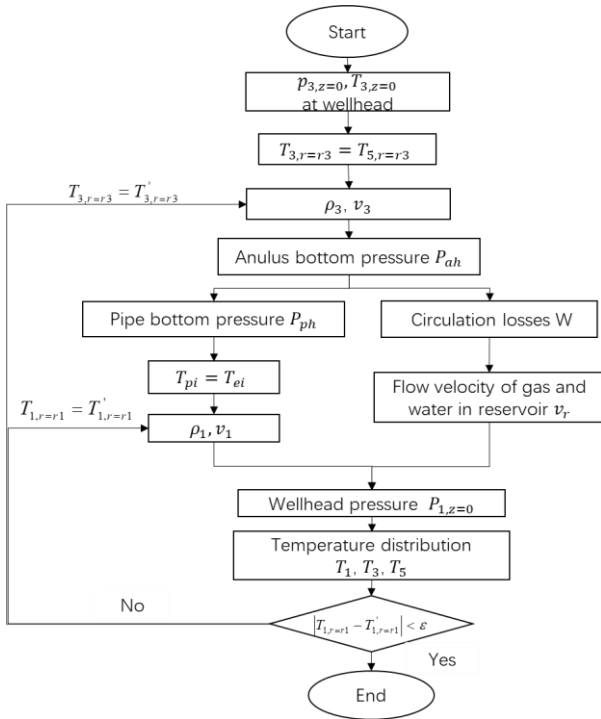 Start
p₃,z=0, T₃,z=0
at wellhead
T₃,r=r3 = T₅,r=r3
T₃,r=r3 = T'₃,r=r3
ρ₃, v₃
Anulus bottom pressure Pₐₕ
Pipe bottom pressure Pₚₕ
Circulation losses W
Tₚᵢ = Tₑᵢ
Flow velocity of gas and
water in reservoir vᵣ
T₁,r=r1 = T'₁,r=r1
ρ₁, v₁
Wellhead pressure P₁,z=0
Temperature distribution
T₁, T₃, T₅
No
|T₁,r=r1 − T'₁,r=r1| < ε
Yes
End